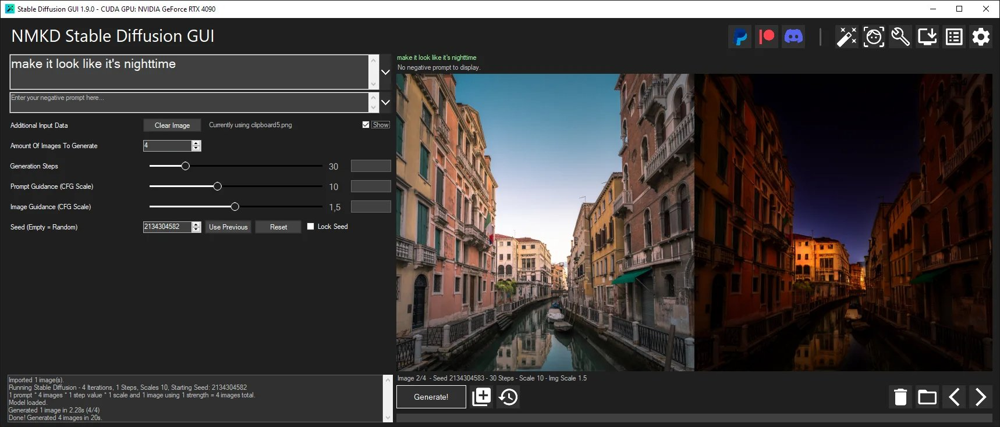 Stable Diffusion GUI 1.9.0 - CUDA GPU: NVIDIA GeForce RTX 4090
NMKD Stable Diffusion GUI
make it look like it's nighttime
Enter your negative prompt here...
Additional Input Data
Clear Image
Currently using clipboard5.png
Show
Amount Of Images To Generate
4
Generation Steps
30
Prompt Guidance (CFG Scale)
10
Image Guidance (CFG Scale)
1,5
Seed (Empty = Random)
2134304582
Use Previous
Reset
Lock Seed
Imported 1 image(s).
Running Stable Diffusion - 4 Iterations, 1 Steps, Scales 10, Starting Seed: 2134304582
1 prompt * 4 images * 1 step value * 1 scale and 1 image using 1 strength = 4 images total.
Model loaded.
Generated 1 image in 2.28s (4/4)
Done! Generated 4 images in 20s.
make it look like it's nighttime
No negative prompt to display.
Image 2/4 - Seed 2134304583 - 30 Steps - Scale 10 - Img Scale 1.5
Generate!